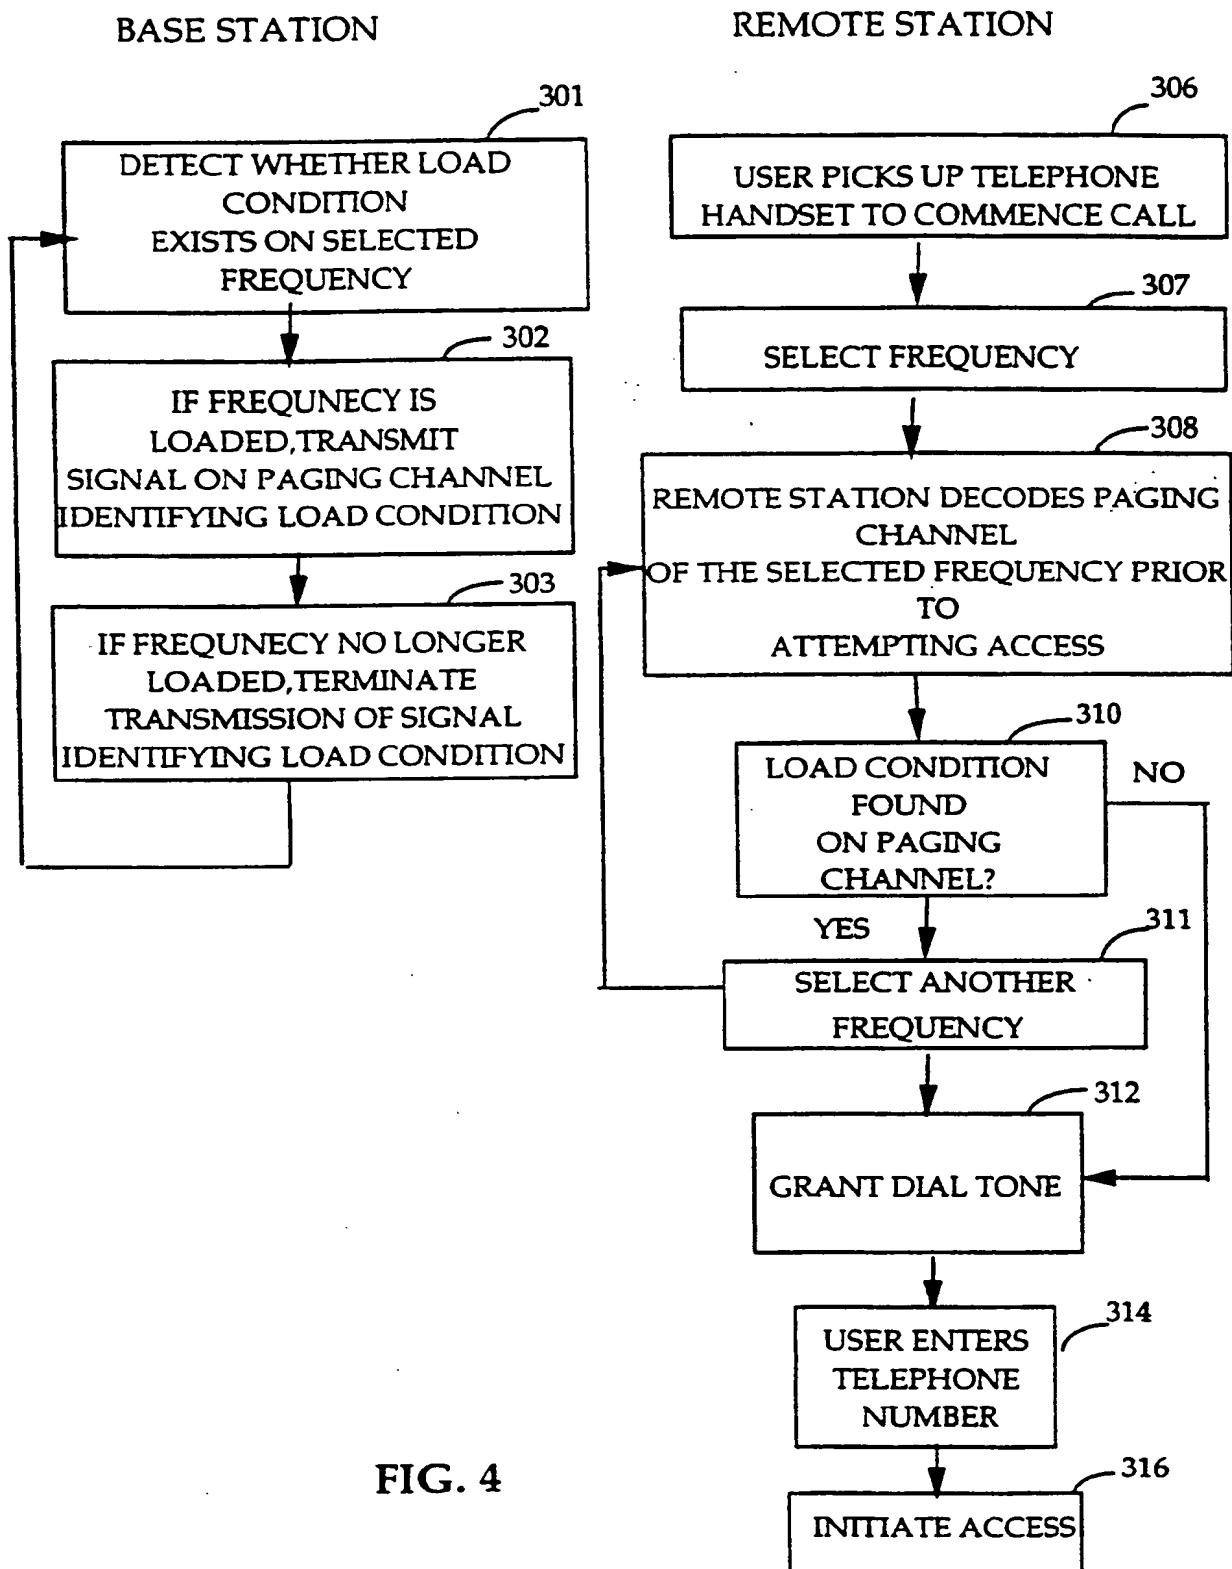 BASE STATION
301
DETECT WHETHER LOAD
CONDITION
EXISTS ON SELECTED
FREQUENCY
302
IF FREQUNECY IS
LOADED,TRANSMIT
SIGNAL ON PAGING CHANNEL
IDENTIFYING LOAD CONDITION
303
IF FREQUNECY NO LONGER
LOADED,TERMINATE
TRANSMISSION OF SIGNAL
IDENTIFYING LOAD CONDITION
REMOTE STATION
306
USER PICKS UP TELEPHONE
HANDSET TO COMMENCE CALL
307
SELECT FREQUENCY
308
REMOTE STATION DECODES PAGING
CHANNEL
OF THE SELECTED FREQUENCY PRIOR
TO
ATTEMPTING ACCESS
310
LOAD CONDITION
FOUND
ON PAGING
CHANNEL?
NO
YES
311
SELECT ANOTHER
FREQUENCY
312
GRANT DIAL TONE
314
USER ENTERS
TELEPHONE
NUMBER
316
INITIATE ACCESS
FIG. 4